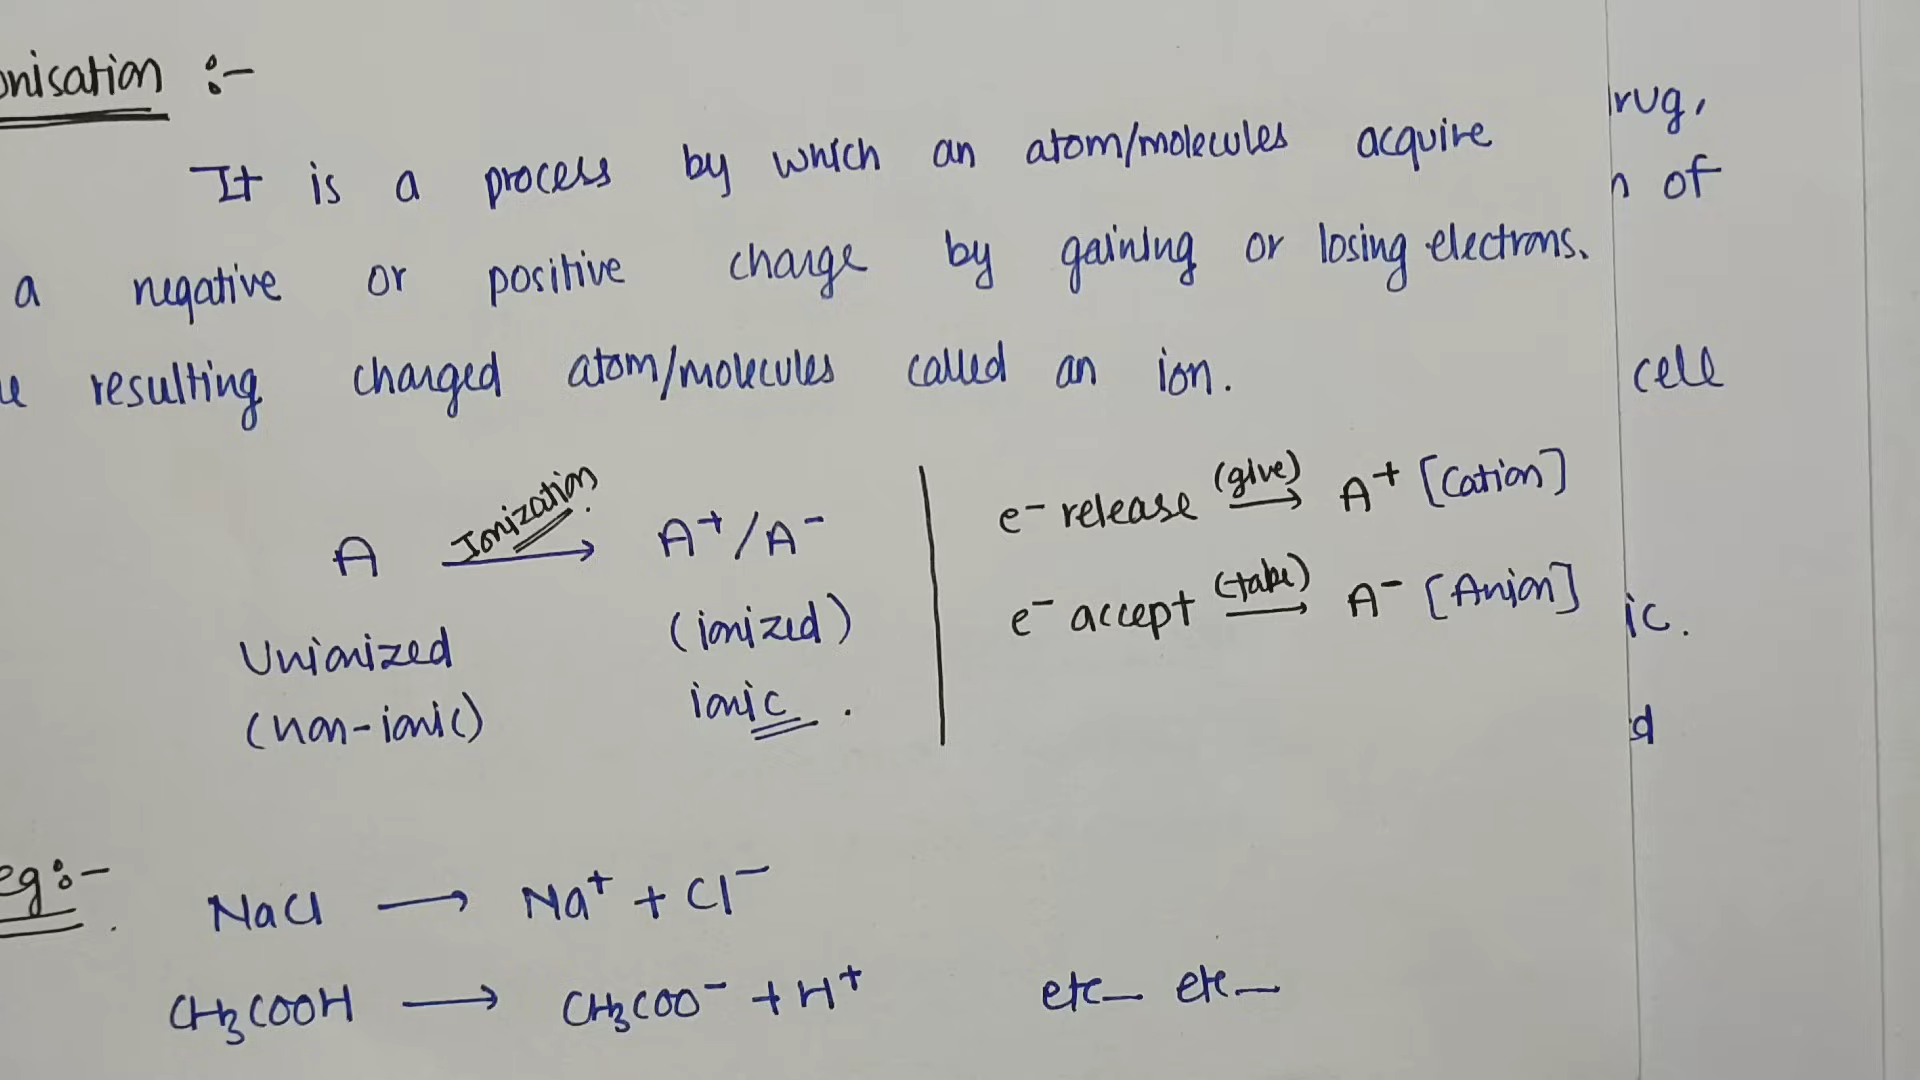 onisation :-
It is a process by which an atom/molecules acquire
a negative or positive charge by gaining or losing electrons.
resulting charged atom/molecules called an ion.
A Ionization → A⁺/A⁻
Unionized (ionized)
(non-ionic) ionic.
e⁻ release (give) → A⁺ [Cation]
e⁻ accept (take) → A⁻ [Anion]
eg:- NaCl → Na⁺ + Cl⁻
CH₃COOH → CH₃COO⁻ + H⁺ etc— etc—
rug,
n of
cell
ic.
d